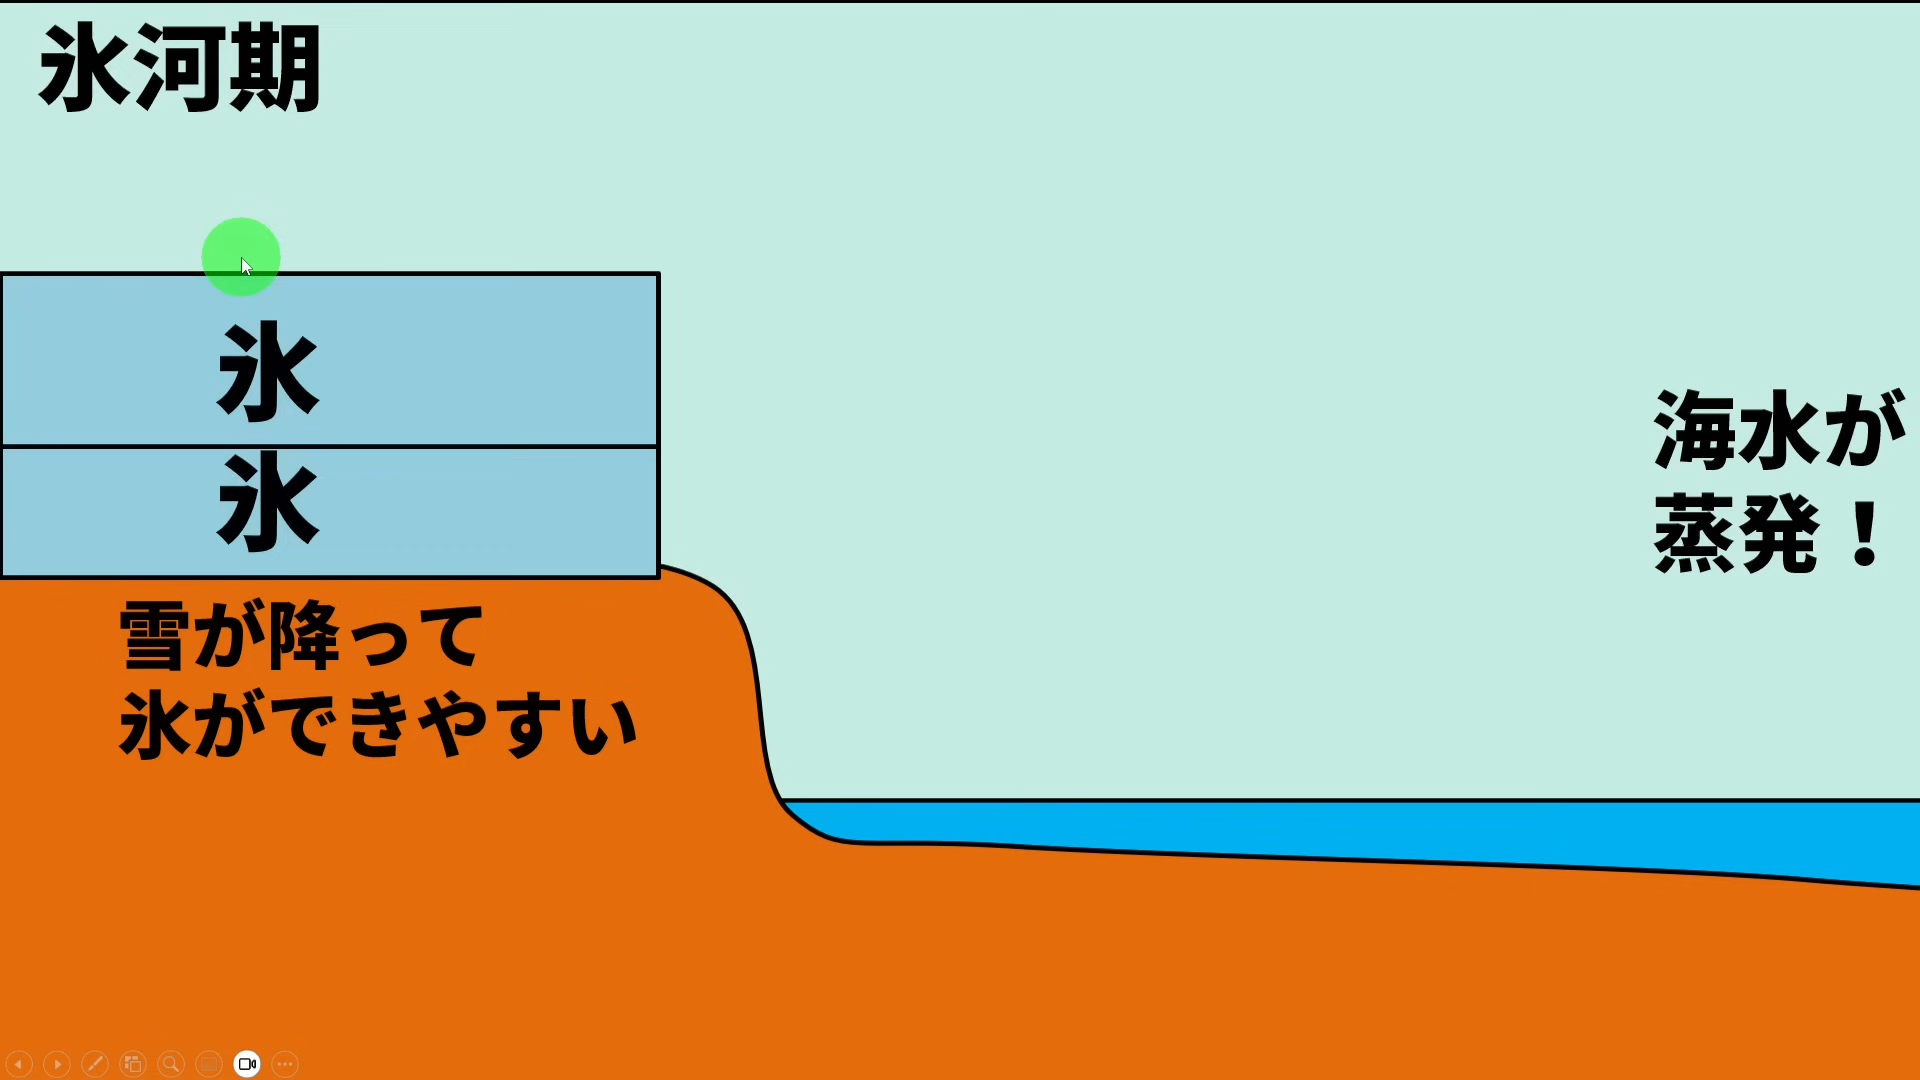 氷河期
氷
氷
雪が降って
氷ができやすい
海水が
蒸発！